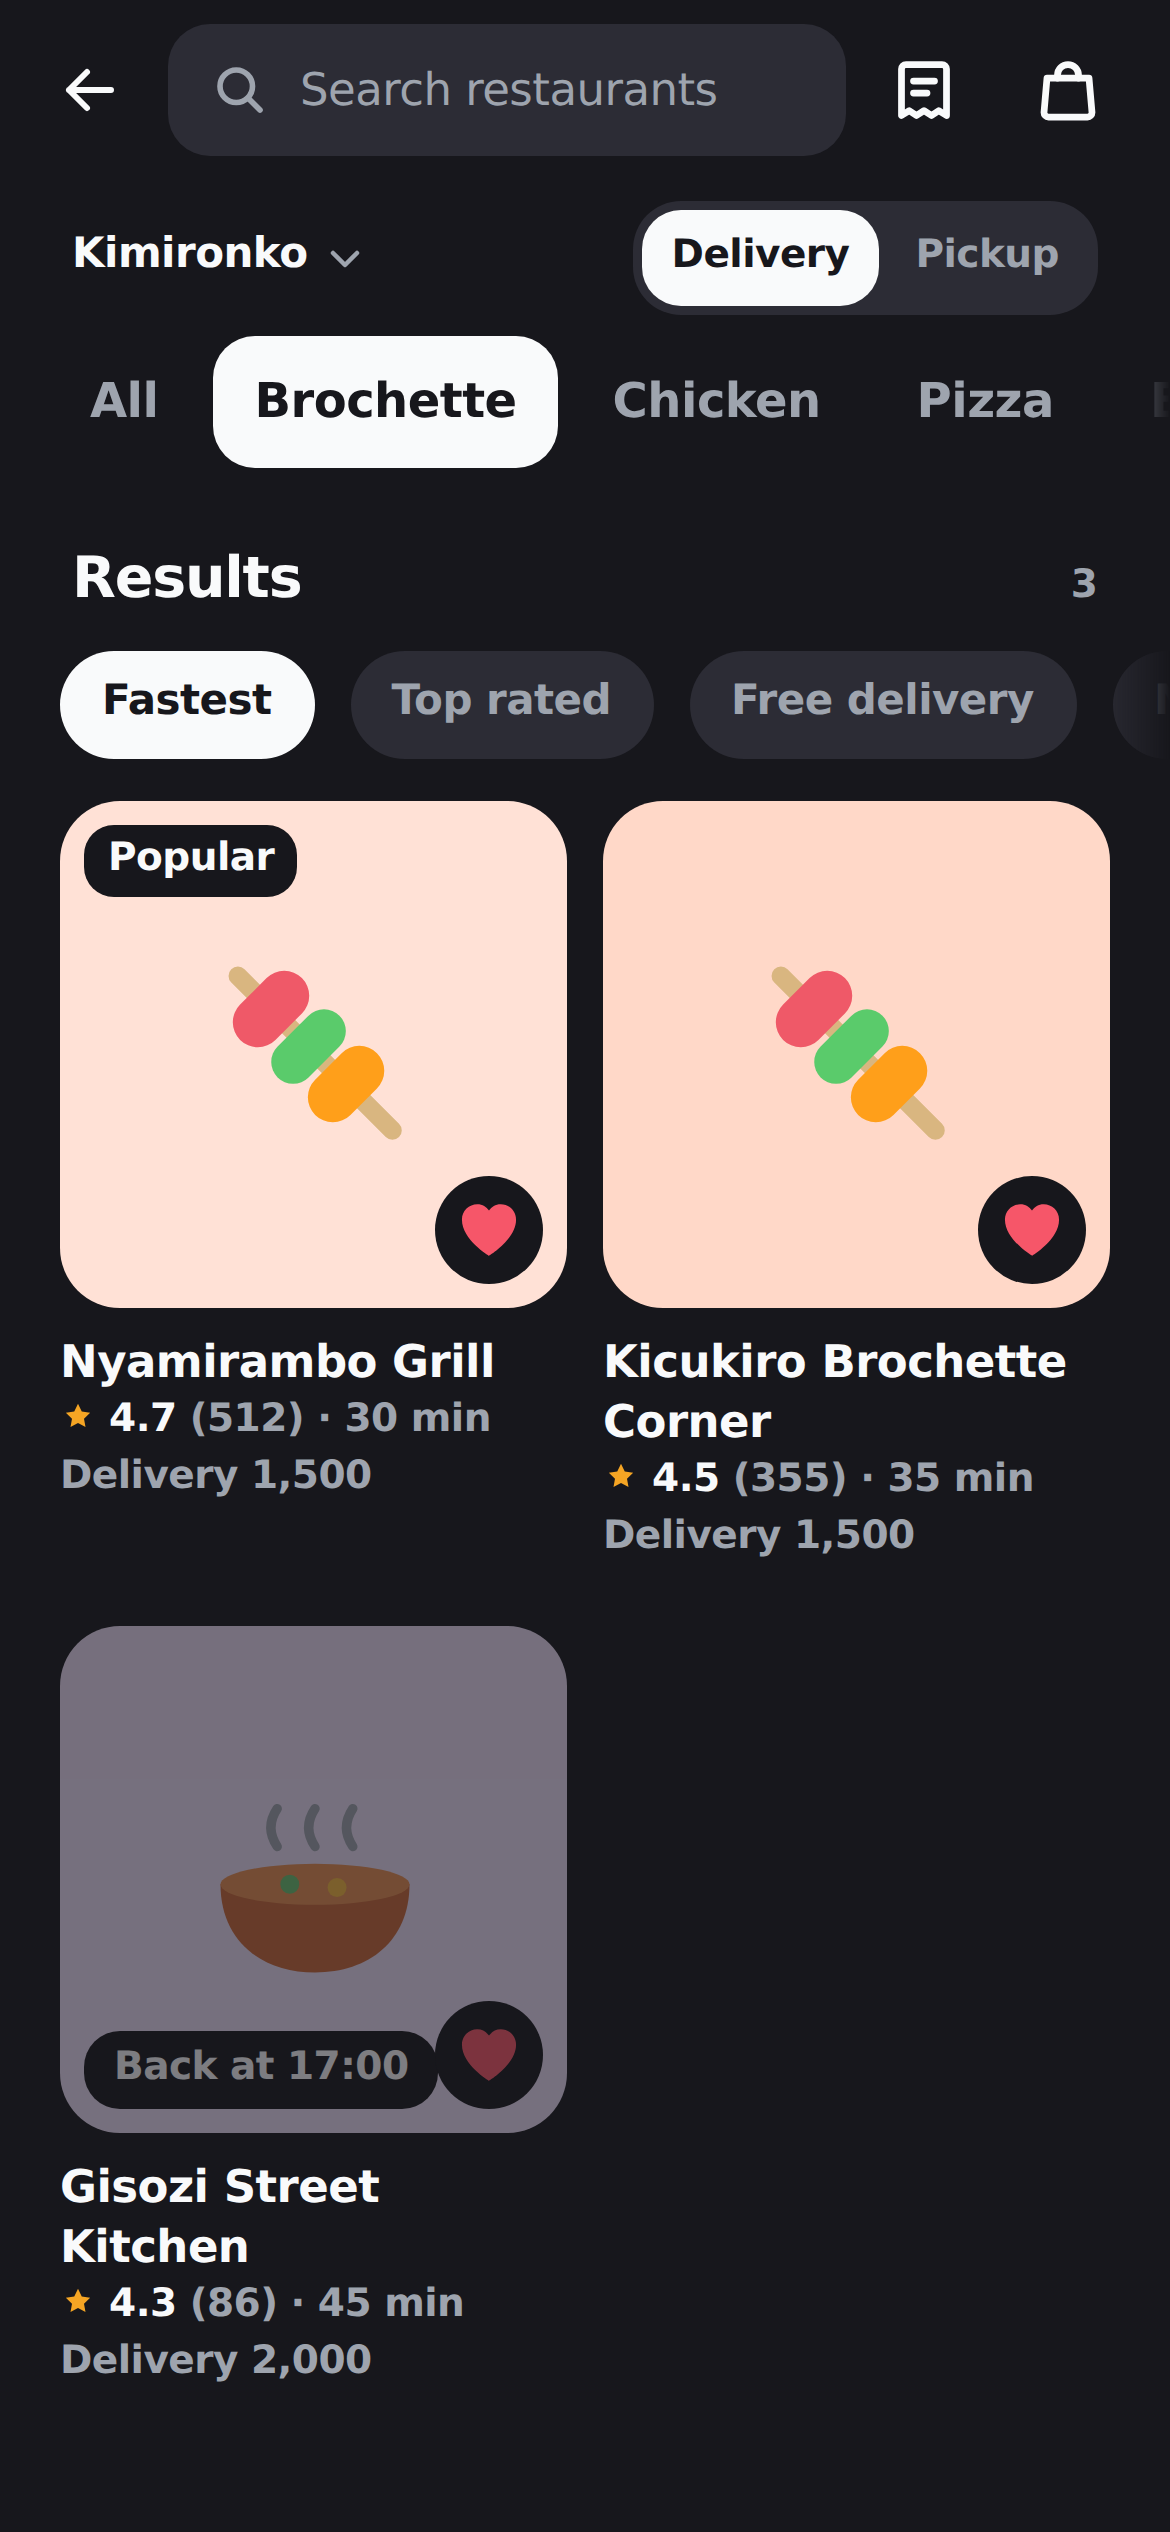 Search restaurants
Kimironko
Delivery
Pickup
All
Brochette
Chicken
Pizza
Results
3
Fastest
Top rated
Free delivery
Popular
Nyamirambo Grill
4.7 (512) · 30 min
Delivery 1,500
Kicukiro Brochette
Corner
4.5 (355) · 35 min
Delivery 1,500
Back at 17:00
Gisozi Street
Kitchen
4.3 (86) · 45 min
Delivery 2,000